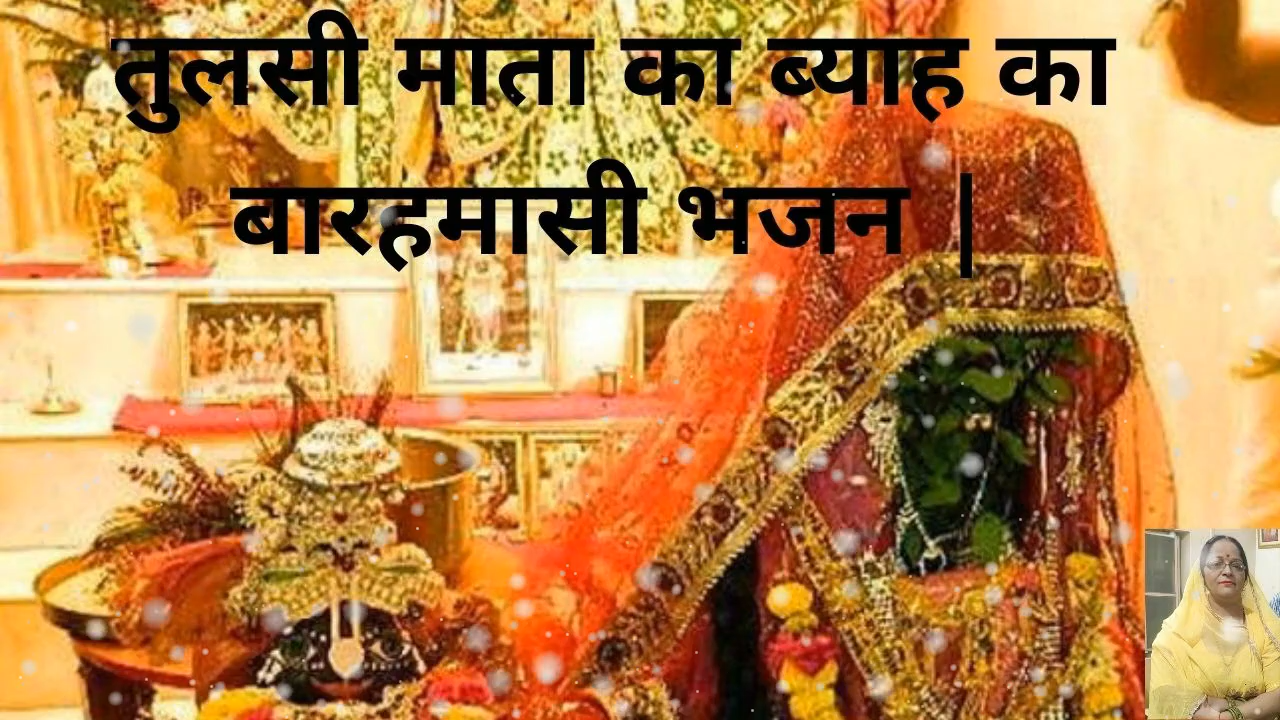 तुलसी माता का ब्याह का
बारहमासी भजन |